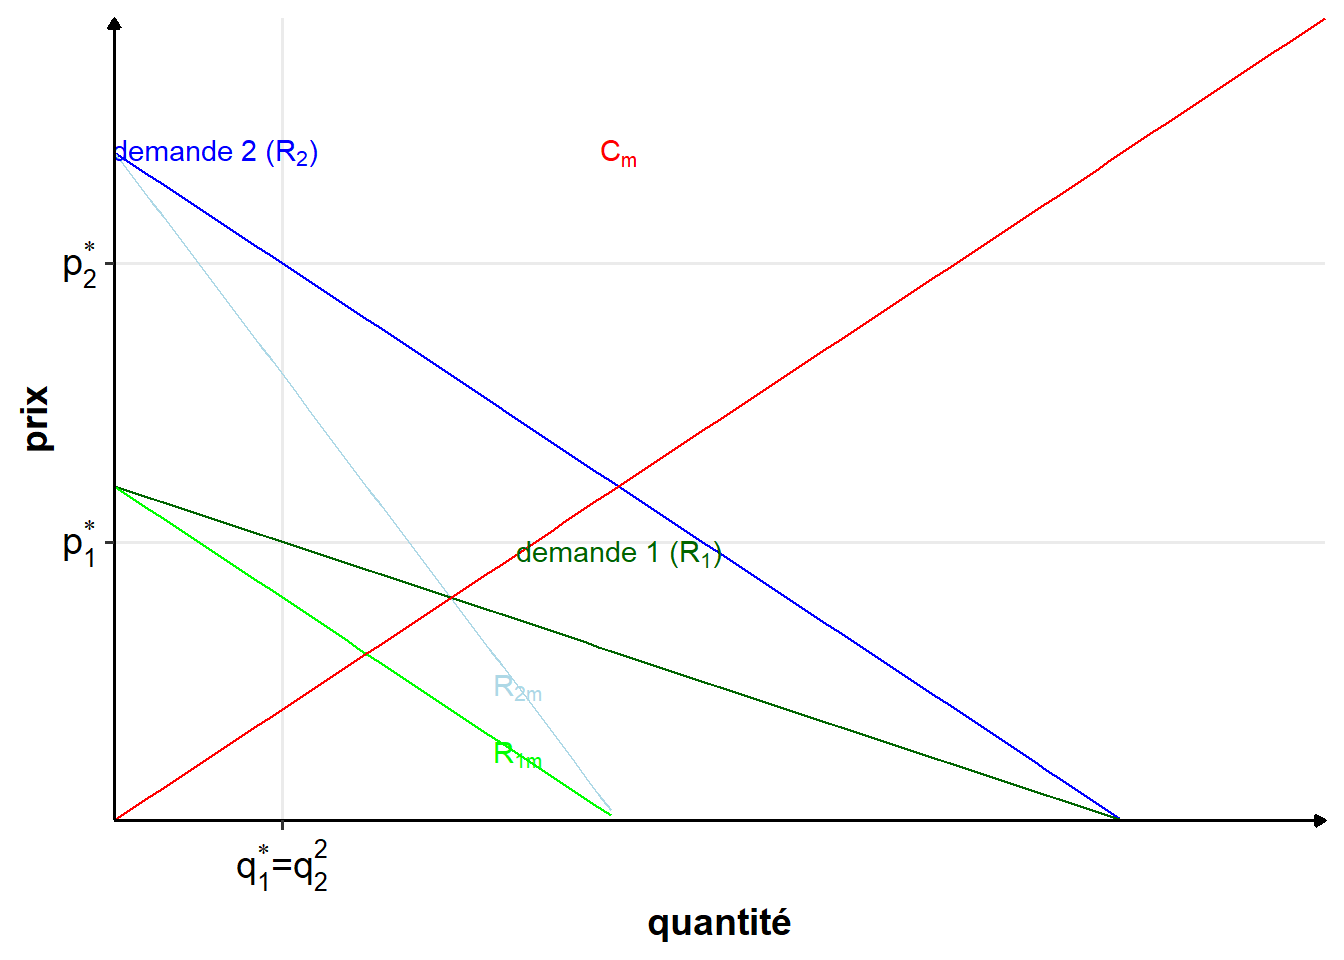 demande 2 (R₂)
Cₘ
p₂*
prix
p₁*
demande 1 (R₁)
R₂ₘ
R₁ₘ
q₁*=q₂²
quantité